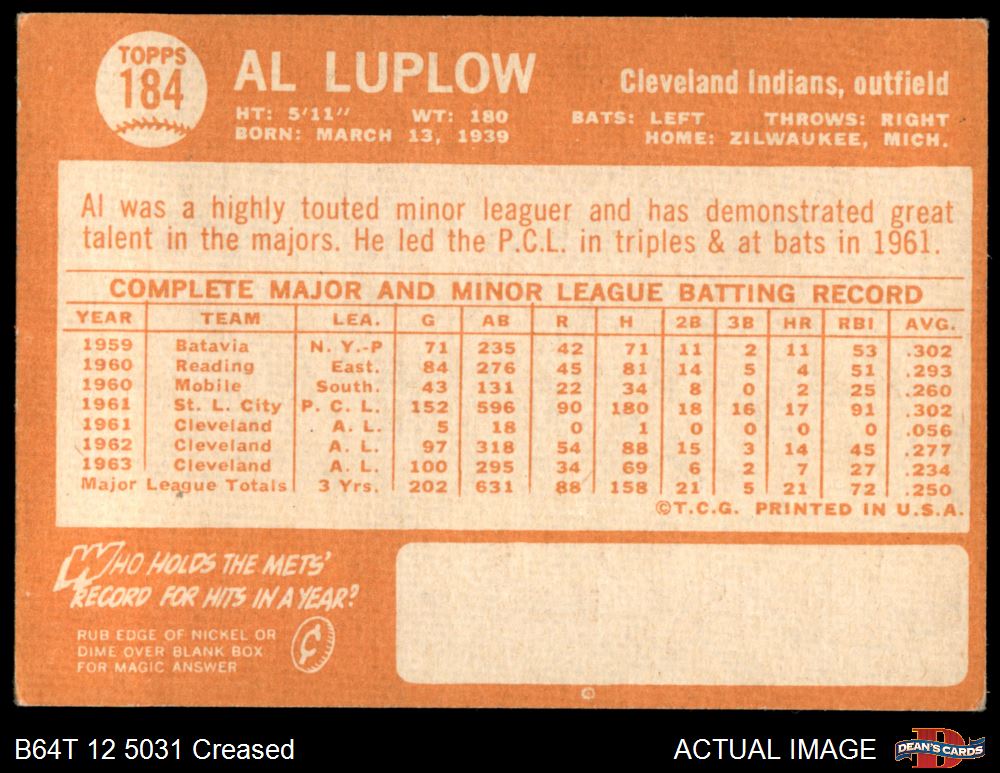 TOPPS
184
AL LUPLOW
Cleveland Indians, outfield
HT: 5'11" WT: 180 BATS: LEFT THROWS: RIGHT
BORN: MARCH 13, 1939 HOME: ZILWAUKEE, MICH.
Al was a highly touted minor leaguer and has demonstrated great
talent in the majors. He led the P.C.L. in triples & at bats in 1961.
COMPLETE MAJOR AND MINOR LEAGUE BATTING RECORD
YEAR TEAM LEA. G AB R H 2B 3B HR RBI AVG.
1959 Batavia N. Y.-P 71 235 42 71 11 2 11 53 .302
1960 Reading East. 84 276 45 81 14 5 4 51 .293
1960 Mobile South. 43 131 22 34 8 0 2 25 .260
1961 St. L. City P. C. L. 152 596 90 180 18 16 17 91 .302
1961 Cleveland A. L. 5 18 0 1 0 0 0 0 .056
1962 Cleveland A. L. 97 318 54 88 15 3 14 45 .277
1963 Cleveland A. L. 100 295 34 69 6 2 7 27 .234
Major League Totals 3 Yrs. 202 631 88 158 21 5 21 72 .250
©T.C.G. PRINTED IN U.S.A.
WHO HOLDS THE METS'
RECORD FOR HITS IN A YEAR?
RUB EDGE OF NICKEL OR
DIME OVER BLANK BOX
FOR MAGIC ANSWER
¢
B64T 12 5031 Creased
ACTUAL IMAGE
DEAN'S CARDS